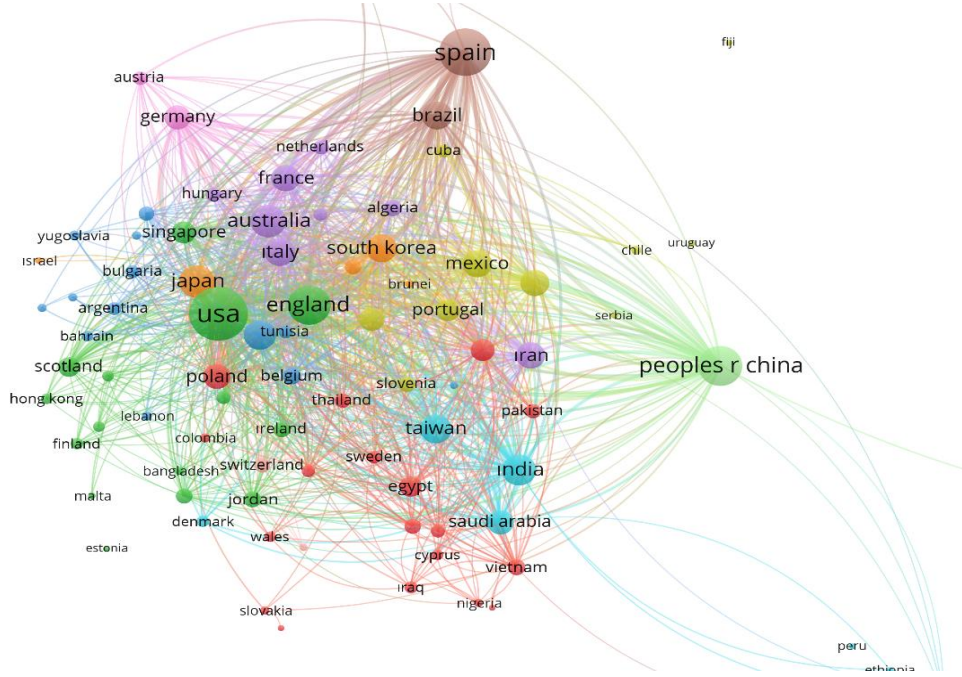 fiji
spain
austria
germany
brazil
netherlands
cuba
france
hungary
algeria
australia
singapore
yugoslavia
uruguay
south korea
italy
chile
israel
mexico
bulgaria
japan
brunei
england
argentina
portugal
usa
serbia
tunisia
bahrain
iran
scotland
peoples r china
poland
belgium
slovenia
hong kong
thailand
pakistan
lebanon
taiwan
ireland
colombia
finland
sweden
switzerland
india
bangladesh
egypt
malta
jordan
denmark
saudi arabia
wales
estonia
cyprus
vietnam
iraq
nigeria
slovakia
peru
ethiopia